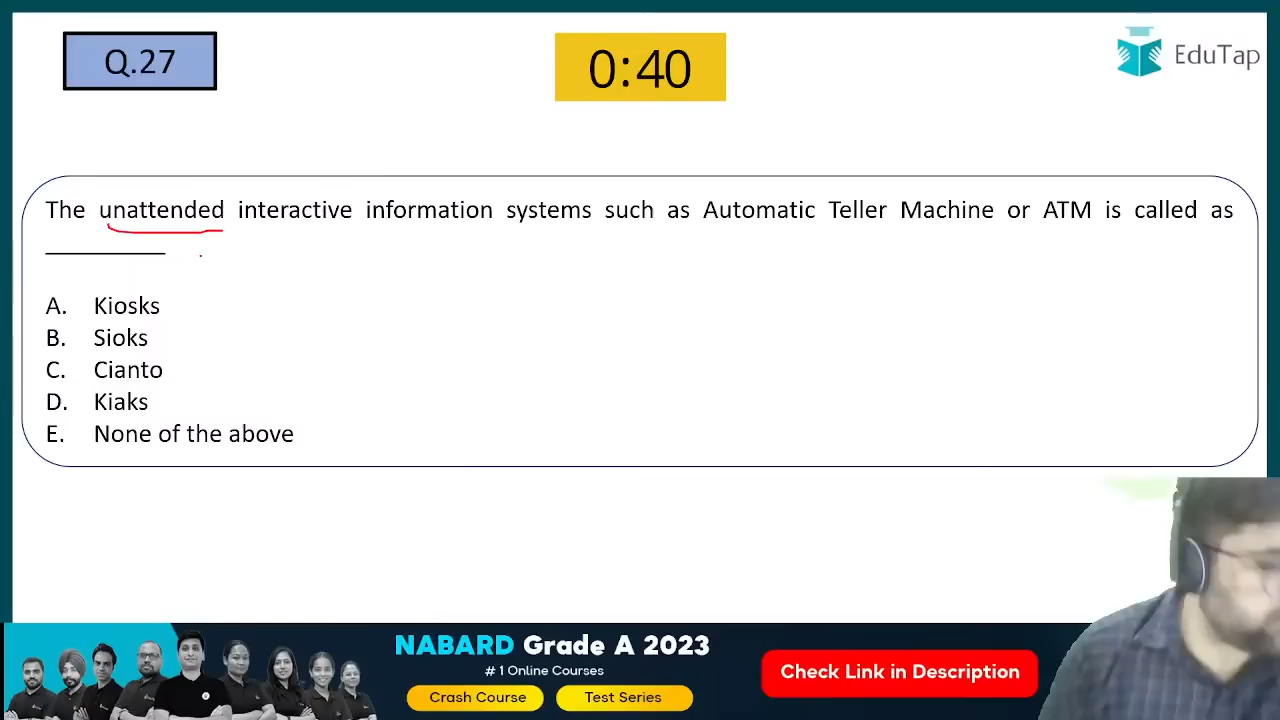 Q.27
0:40
EduTap
The unattended interactive information systems such as Automatic Teller Machine or ATM is called as
__________ .
A. Kiosks
B. Sioks
C. Cianto
D. Kiaks
E. None of the above
NABARD Grade A 2023
# 1 Online Courses
Crash Course
Test Series
Check Link in Description